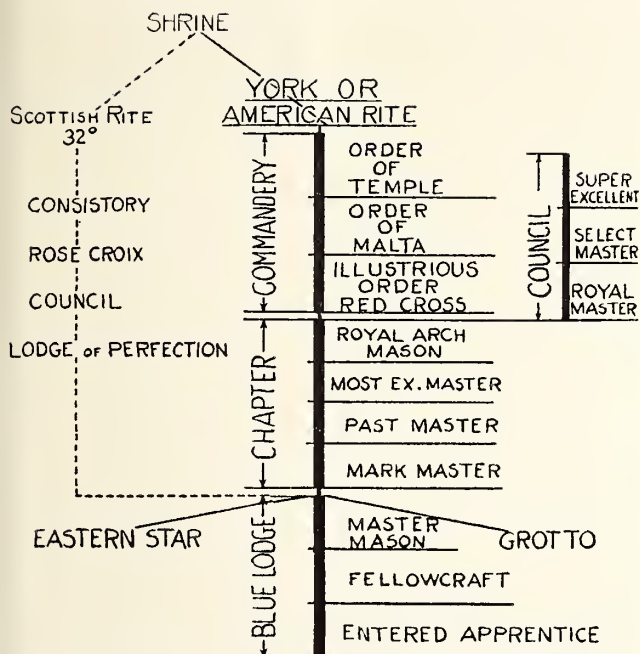 SHRINE
YORK OR
AMERICAN RITE
SCOTTISH RITE
32°
CONSISTORY
ROSE CROIX
COUNCIL
LODGE OF PERFECTION
COMMANDERY
ORDER
OF
TEMPLE
ORDER
OF
MALTA
ILLUSTRIOUS
ORDER
RED CROSS
COUNCIL
SUPER
EXCELLENT
SELECT
MASTER
ROYAL
MASTER
CHAPTER
ROYAL ARCH
MASON
MOST EX. MASTER
PAST MASTER
MARK MASTER
EASTERN STAR
GROTTO
BLUE LODGE
MASTER
MASON
FELLOWCRAFT
ENTERED APPRENTICE